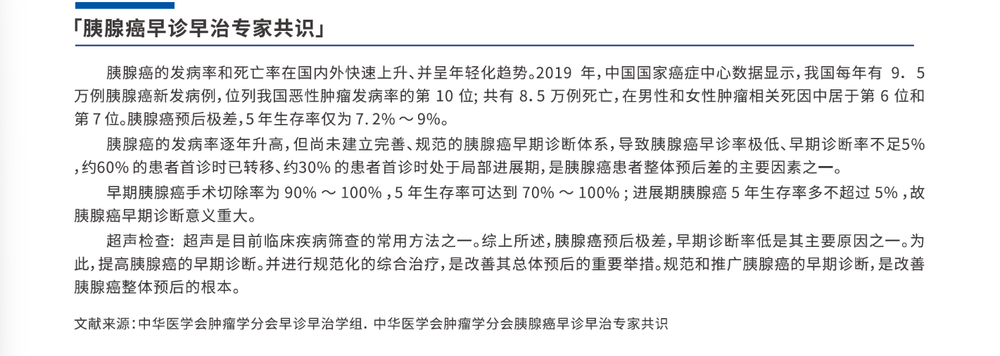 「胰腺癌早诊早治专家共识」
胰腺癌的发病率和死亡率在国内外快速上升、并呈年轻化趋势。2019 年,中国国家癌症中心数据显示,我国每年有 9. 5
万例胰腺癌新发病例,位列我国恶性肿瘤发病率的第 10 位; 共有 8. 5 万例死亡,在男性和女性肿瘤相关死因中居于第 6 位和
第 7 位。胰腺癌预后极差,5 年生存率仅为 7. 2% ～ 9%。
胰腺癌的发病率逐年升高,但尚未建立完善、规范的胰腺癌早期诊断体系,导致胰腺癌早诊率极低、早期诊断率不足5%
,约60% 的患者首诊时已转移、约30% 的患者首诊时处于局部进展期,是胰腺癌患者整体预后差的主要因素之一。
早期胰腺癌手术切除率为 90% ～ 100% ,5 年生存率可达到 70% ～ 100% ; 进展期胰腺癌 5 年生存率多不超过 5% ,故
胰腺癌早期诊断意义重大。
超声检查: 超声是目前临床疾病筛查的常用方法之一。综上所述,胰腺癌预后极差,早期诊断率低是其主要原因之一。为
此,提高胰腺癌的早期诊断。并进行规范化的综合治疗,是改善其总体预后的重要举措。规范和推广胰腺癌的早期诊断,是改善
胰腺癌整体预后的根本。
文献来源:中华医学会肿瘤学分会早诊早治学组. 中华医学会肿瘤学分会胰腺癌早诊早治专家共识